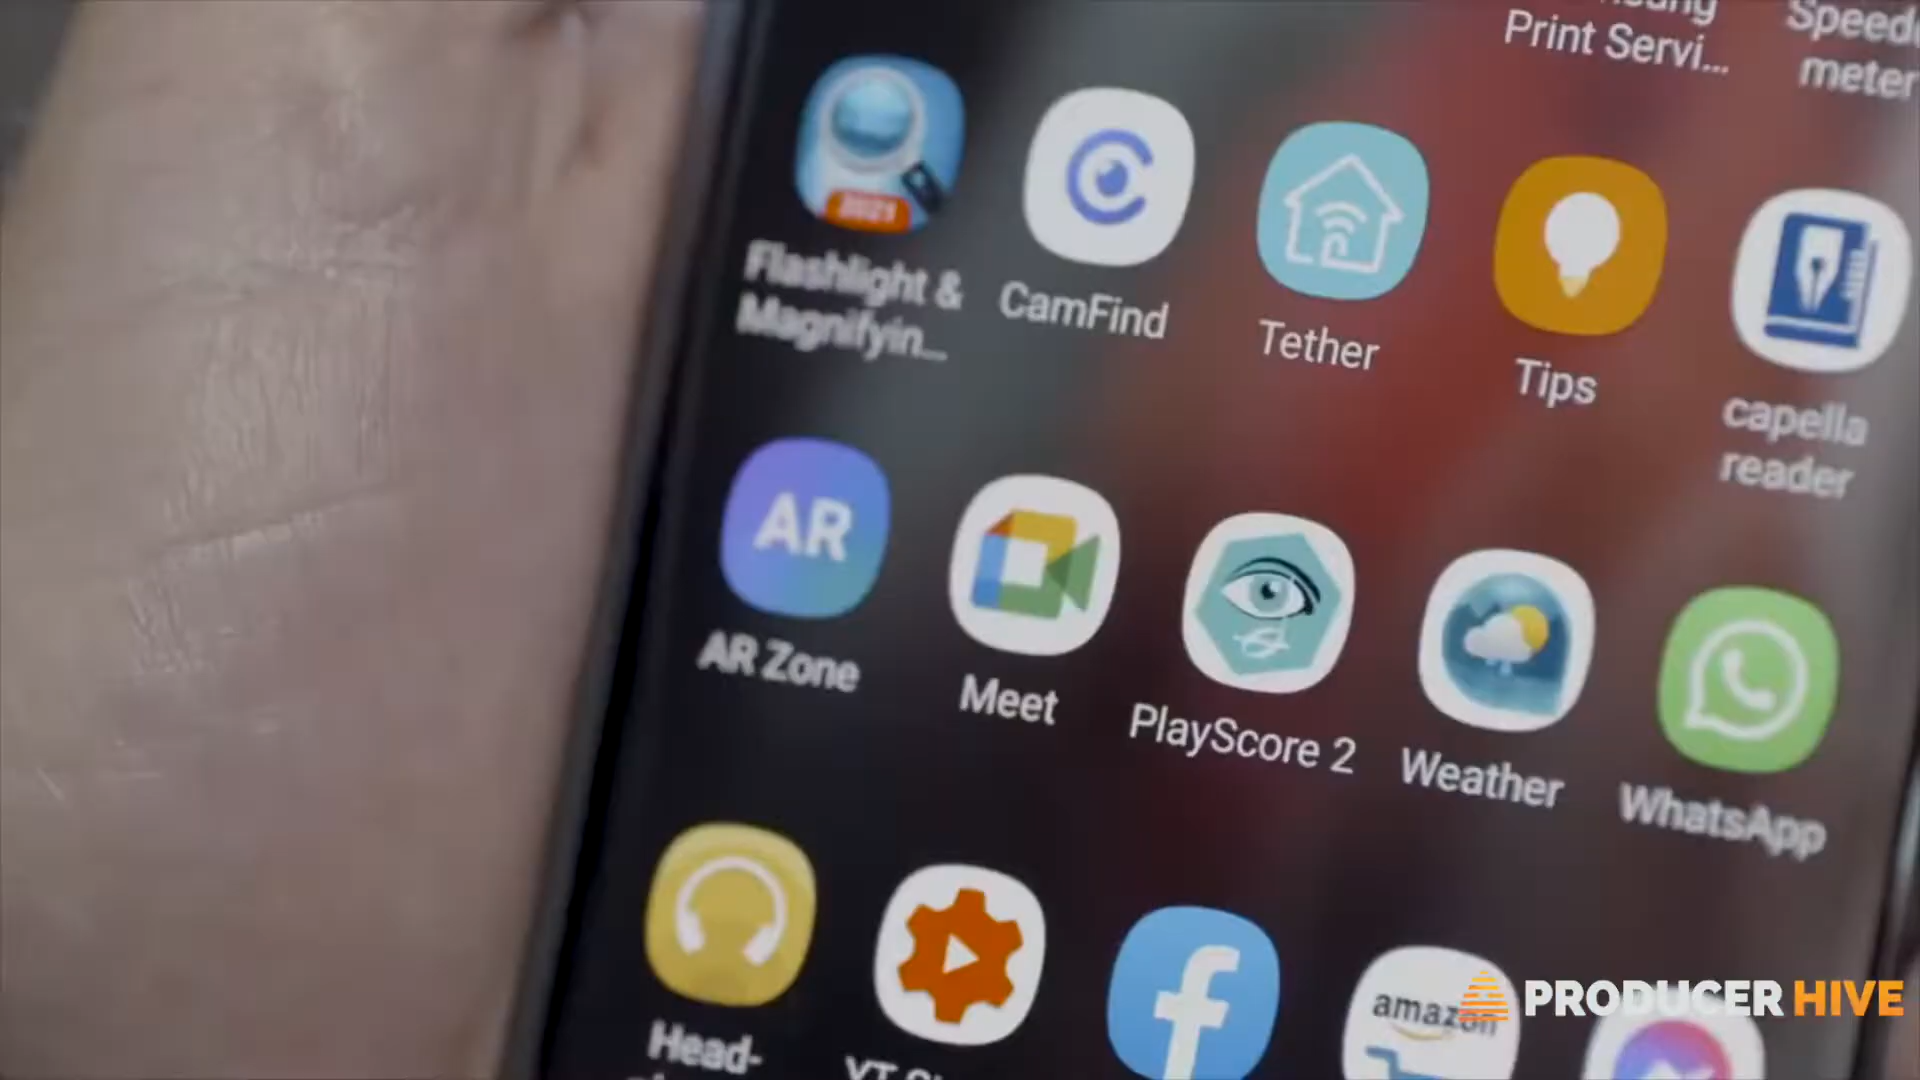 Print Servi...
meter
2021
Flashlight &
Magnifyin...
CamFind
Tether
Tips
capella
reader
AR
AR Zone
Meet
PlayScore 2
Weather
WhatsApp
Head-
amazon
PRODUCER HIVE